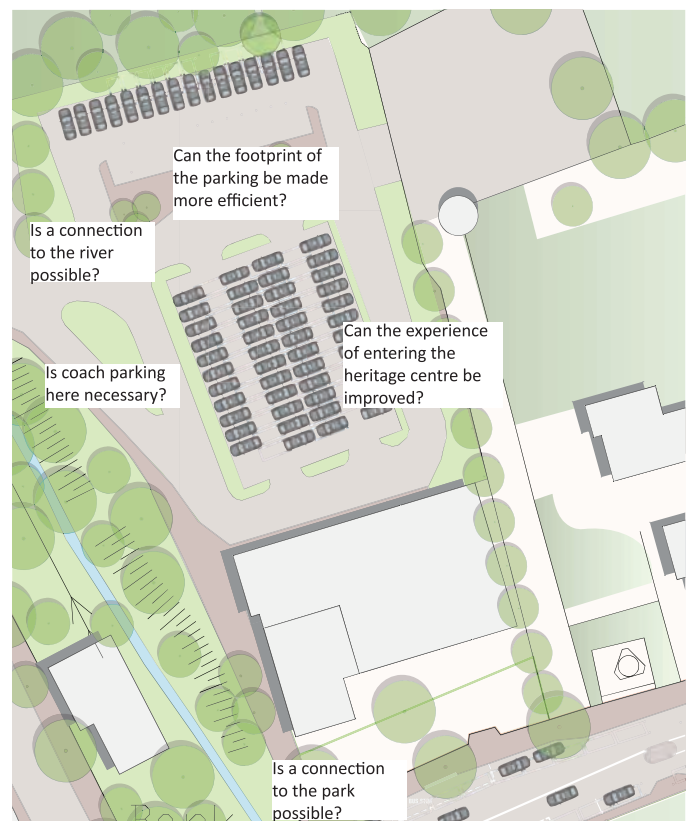 Can the footprint of
the parking be made
more efficient?
Is a connection
to the river
possible?
Can the experience
of entering the
heritage centre be
improved?
Is coach parking
here necessary?
Is a connection
to the park
possible?